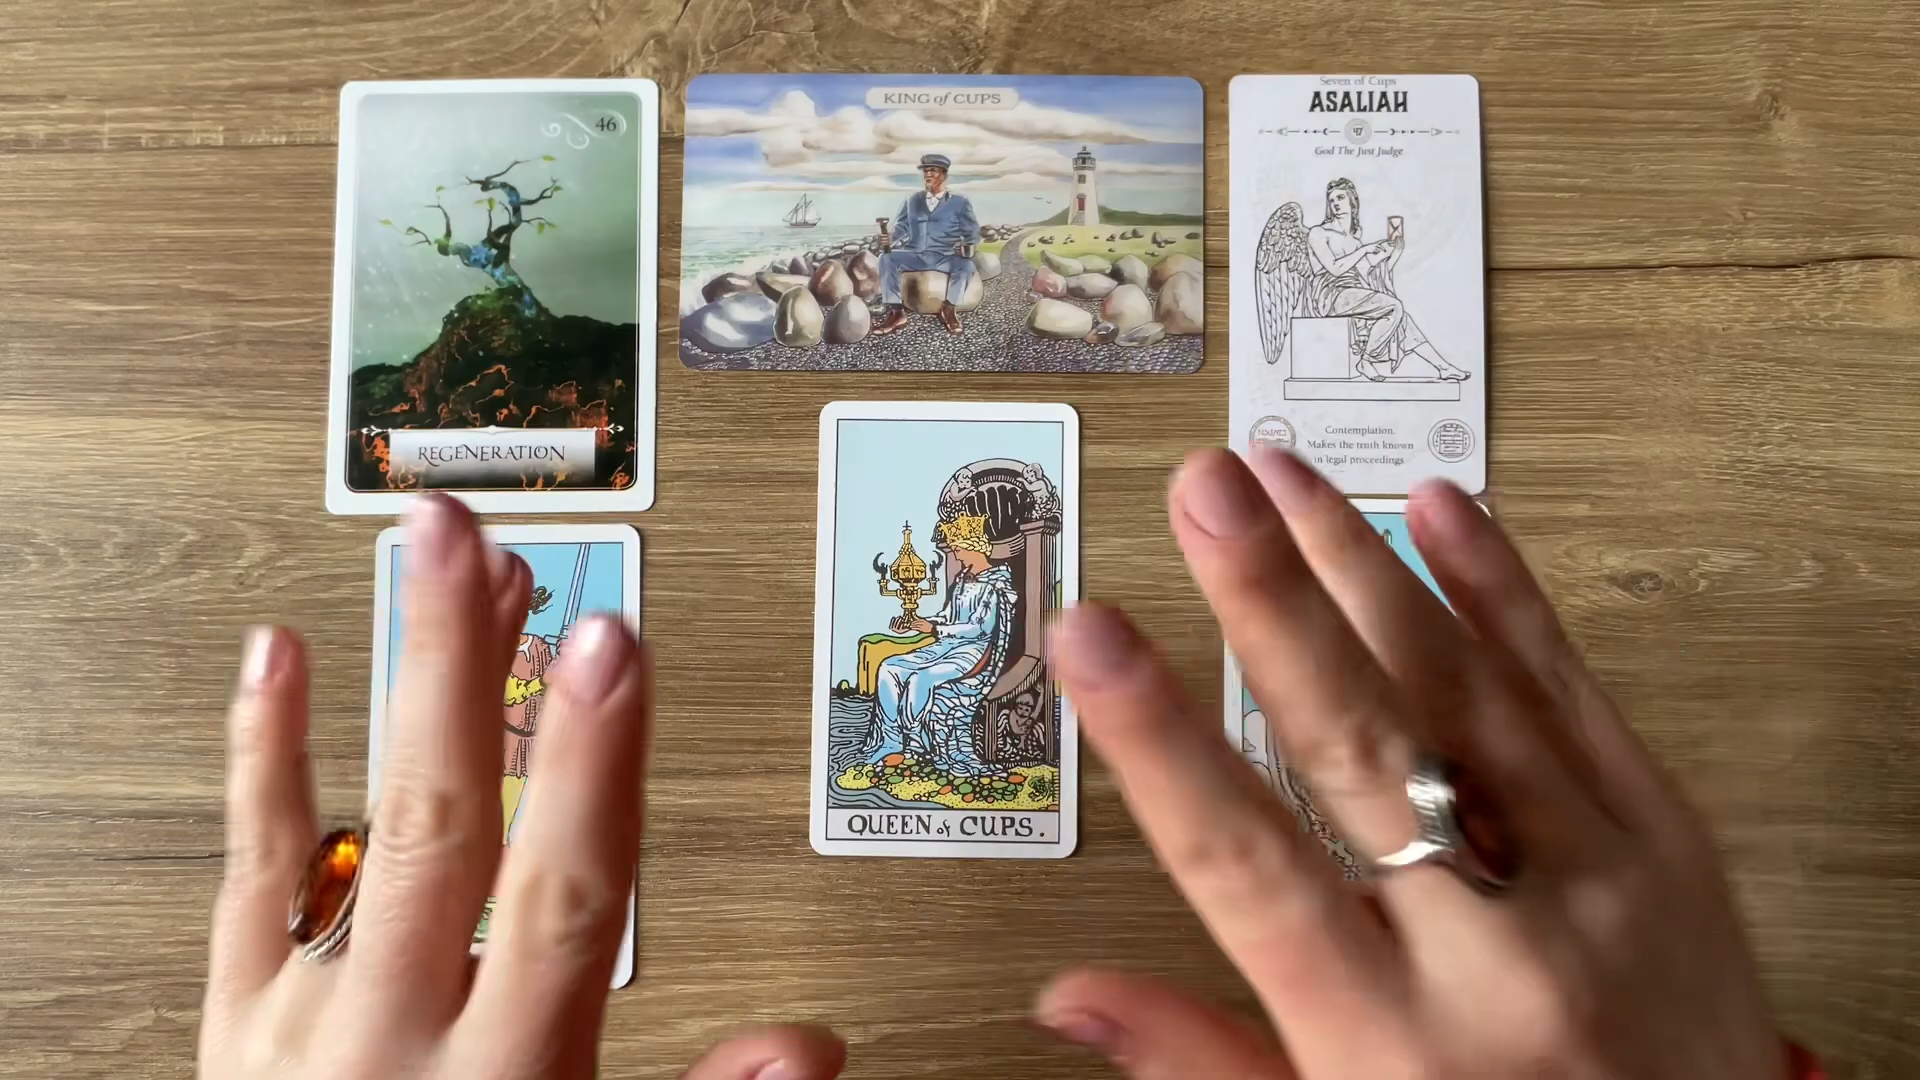 46
REGENERATION
KING of CUPS
Seven of Cups
ASALIAH
47
God The Just Judge
Contemplation.
Makes the truth known
in legal proceedings
QUEEN of CUPS.